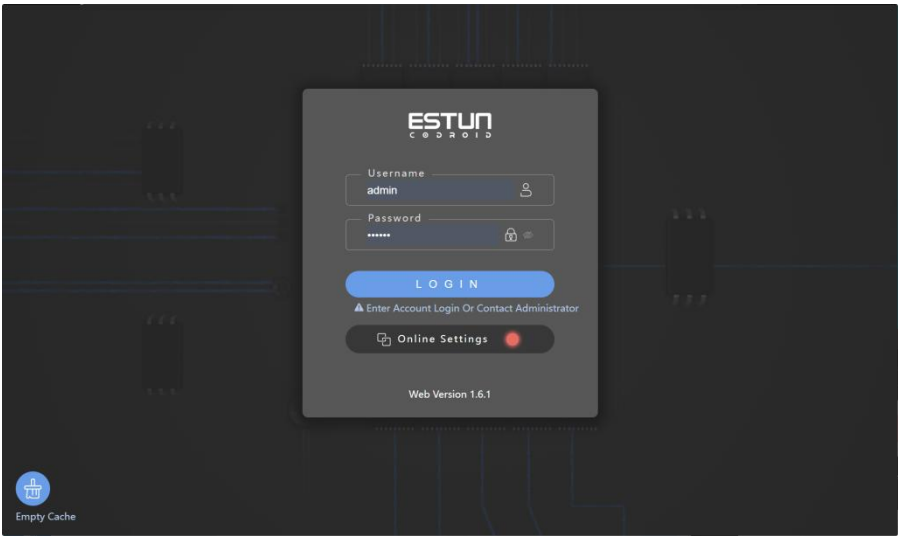 ESTUN
CODROID
Username
admin
Password
••••••
LOGIN
Enter Account Login Or Contact Administrator
Online Settings
Web Version 1.6.1
Empty Cache